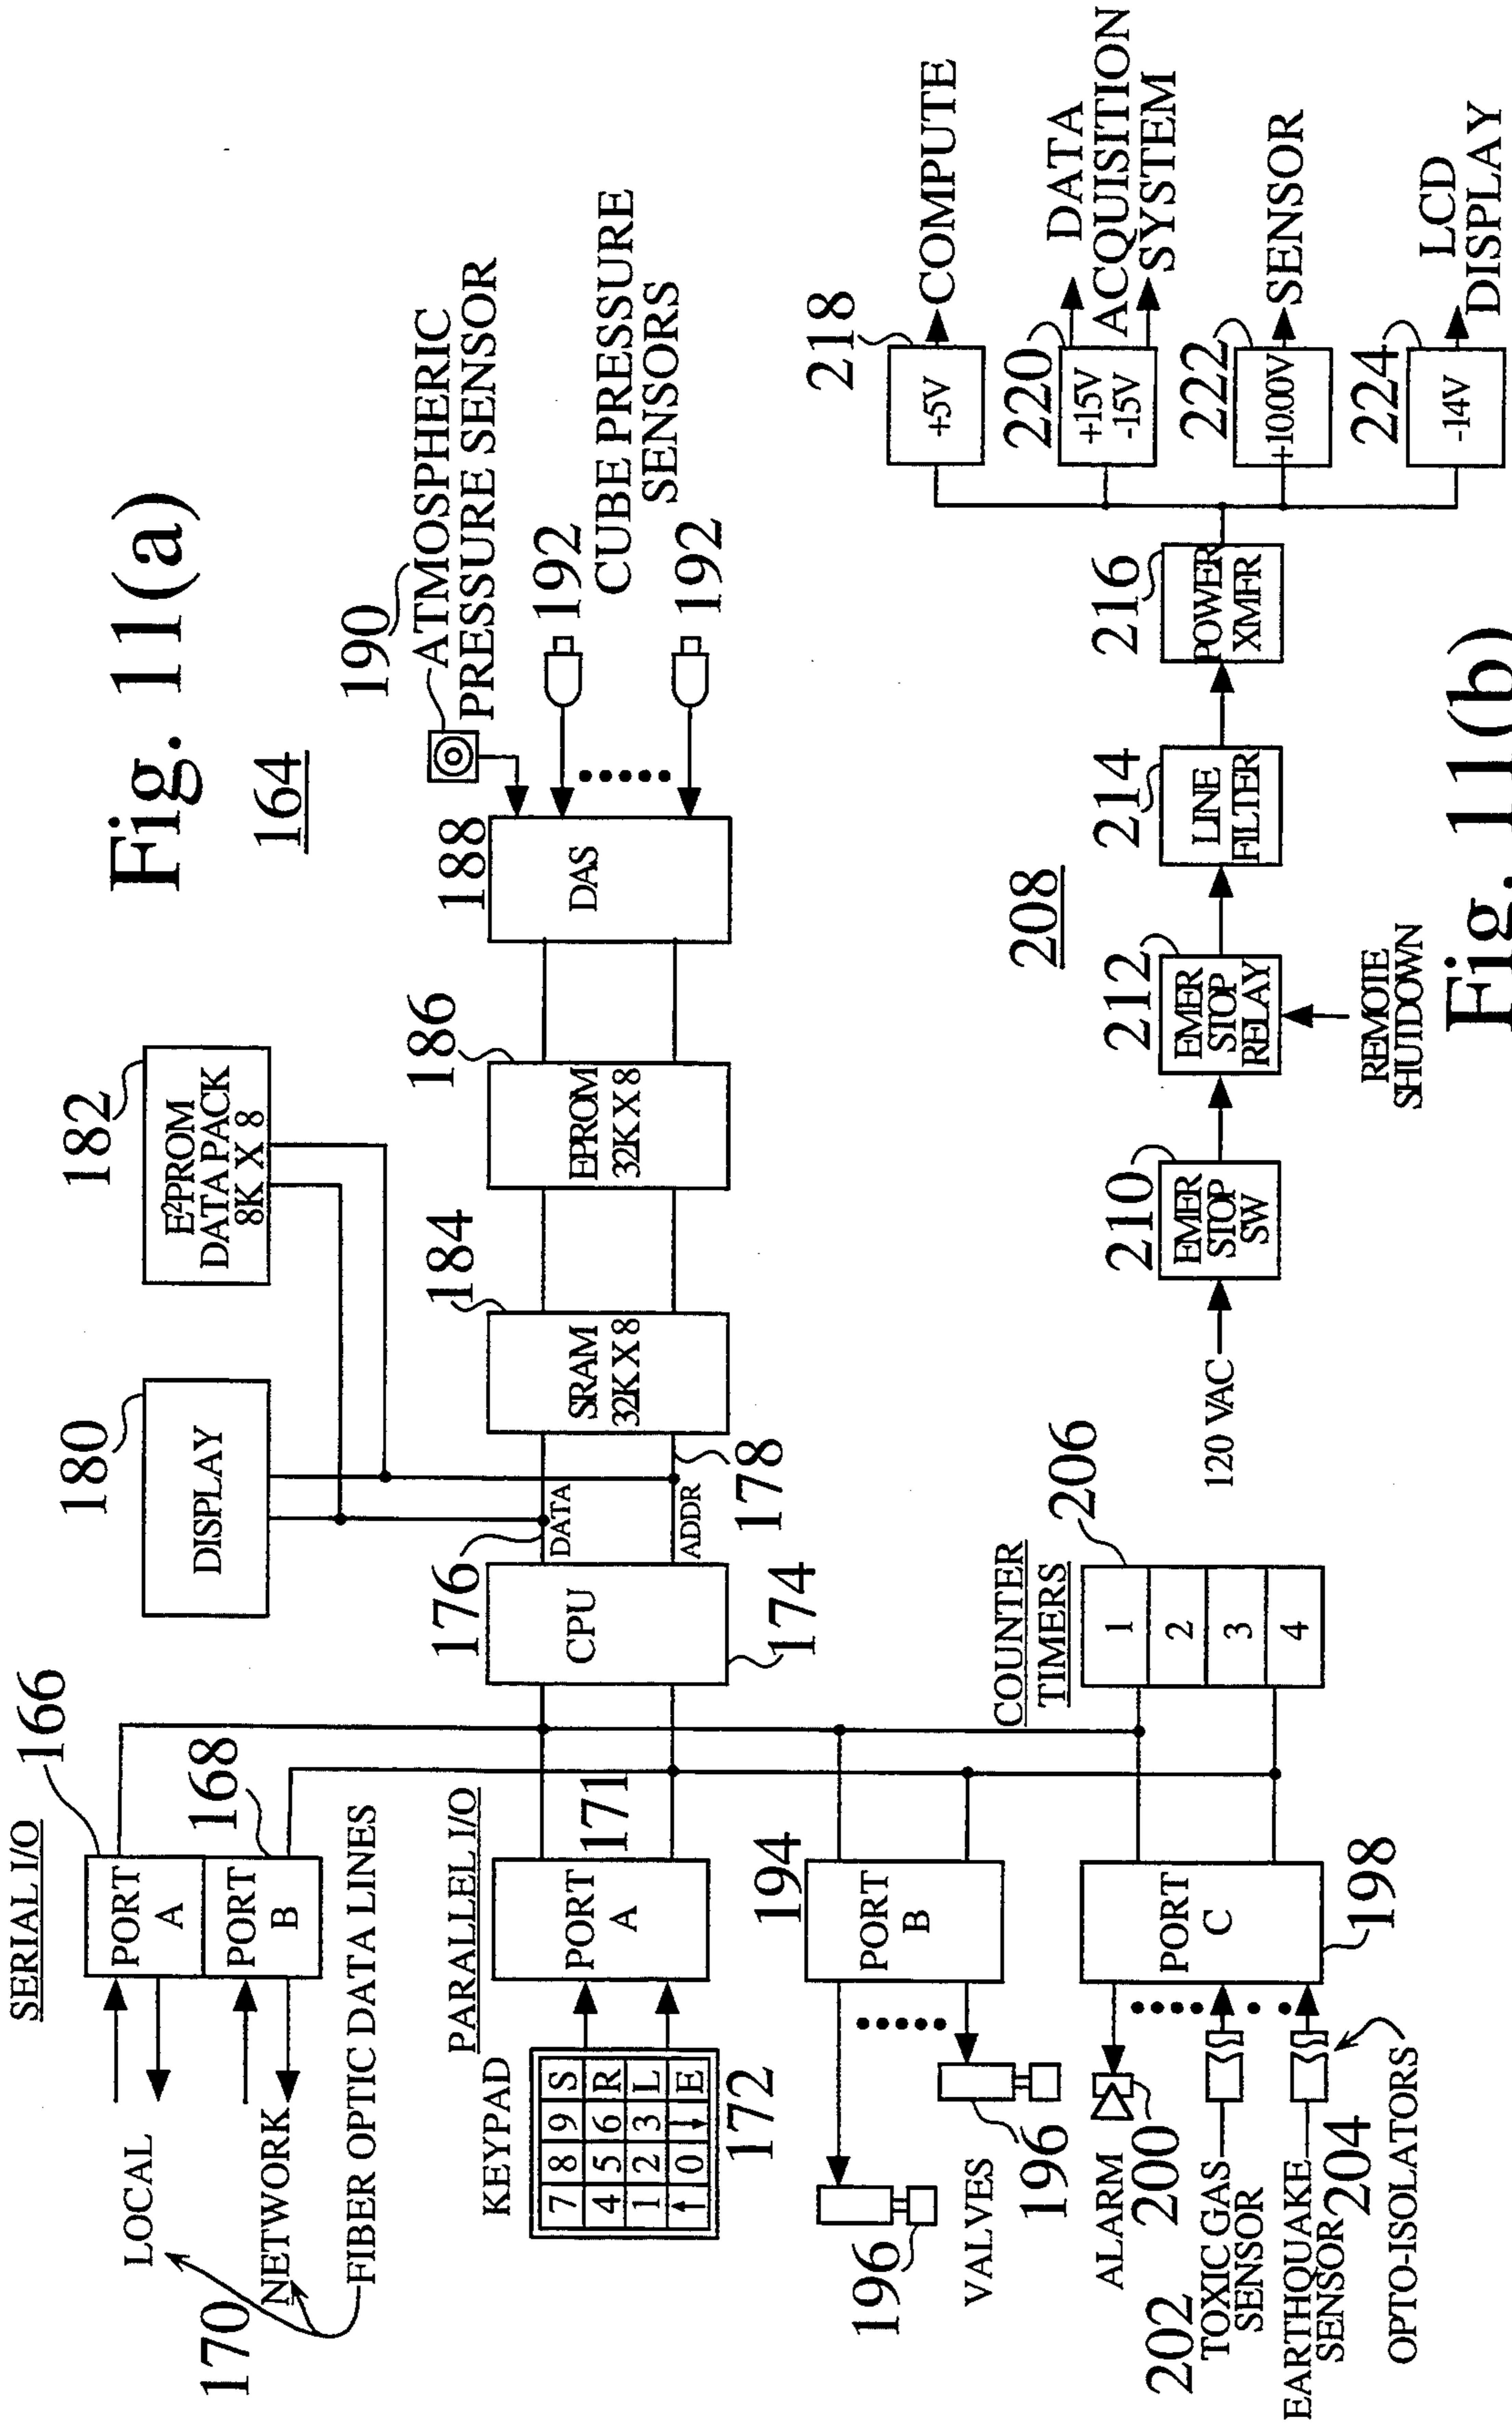 Fig. 11(a)
164
SERIAL I/O
166
PORT
A
168
PORT
B
LOCAL
NETWORK
170
FIBER OPTIC DATA LINES
180
DISPLAY
182
E²PROM
DATA PACK
8K X 8
PARALLEL I/O
171
PORT
A
KEYPAD
7 8 9 S
4 5 6 R
1 2 3 L
↑ 0 ↓ E
172
176
CPU
174
DATA
ADDR
178
184
SRAM
32K X 8
186
EPROM
32K X 8
188
DAS
190
ATMOSPHERIC
PRESSURE SENSOR
192
CUBE PRESSURE
SENSORS
192
194
PORT
B
196
VALVES
196
COUNTER
TIMERS
206
1
2
3
4
PORT
C
198
ALARM
200
202
TOXIC GAS
SENSOR
EARTHQUAKE
SENSOR
204
OPTO-ISOLATORS
208
120 VAC
210
EMER
STOP
SW
212
EMER
STOP
RELAY
REMOTE
SHUTDOWN
214
LINE
FILTER
216
POWER
XMFR
218
+5V
COMPUTE
220
+15V
-15V
DATA
ACQUISITION
SYSTEM
222
+10.00V
SENSOR
224
-14V
LCD
DISPLAY
Fig. 11(b)